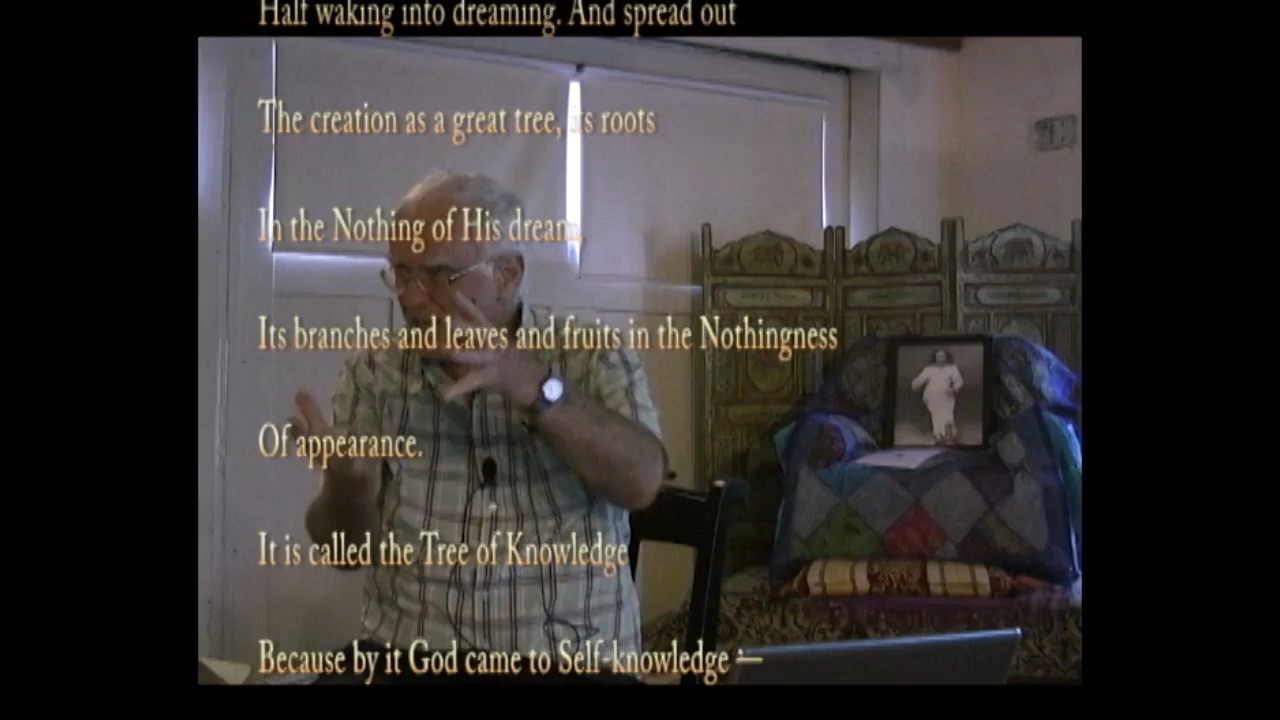 Half waking into dreaming. And spread out
The creation as a great tree, its roots
In the Nothing of His dream,
Its branches and leaves and fruits in the Nothingness
Of appearance.
It is called the Tree of Knowledge
Because by it God came to Self-knowledge —